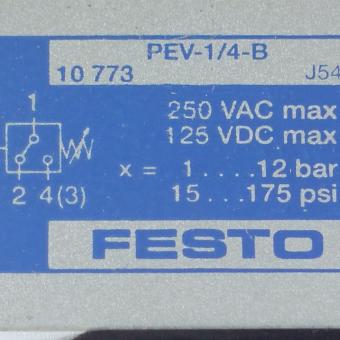 PEV-1/4-B
10 773 J54
1
250 VAC max
125 VDC max
x = 1 ....12 bar
2 4(3)
15 ...175 psi
FESTO